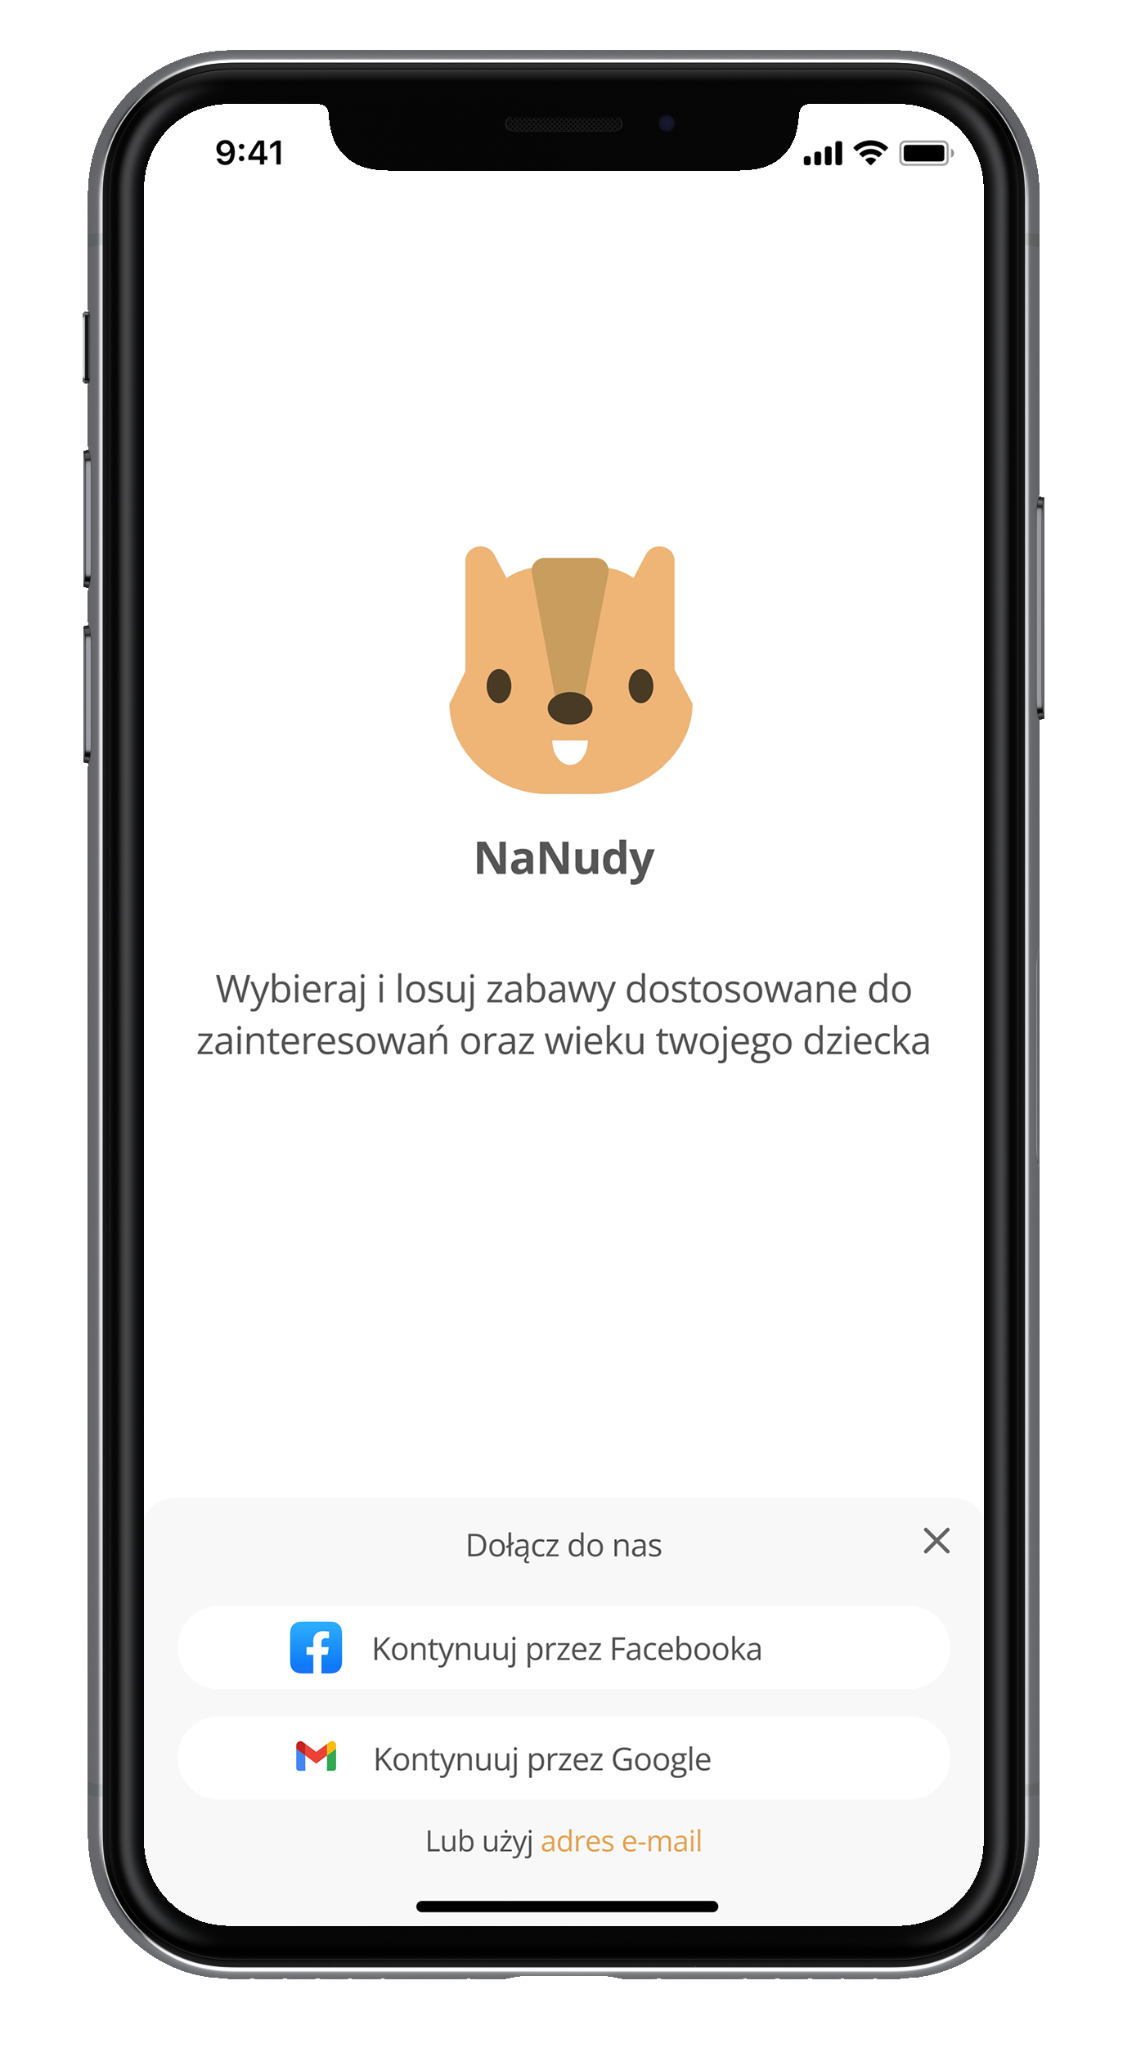 9:41
NaNudy
Wybieraj i losuj zabawy dostosowane do
zainteresowań oraz wieku twojego dziecka
Dołącz do nas
Kontynuuj przez Facebooka
Kontynuuj przez Google
Lub użyj adres e-mail